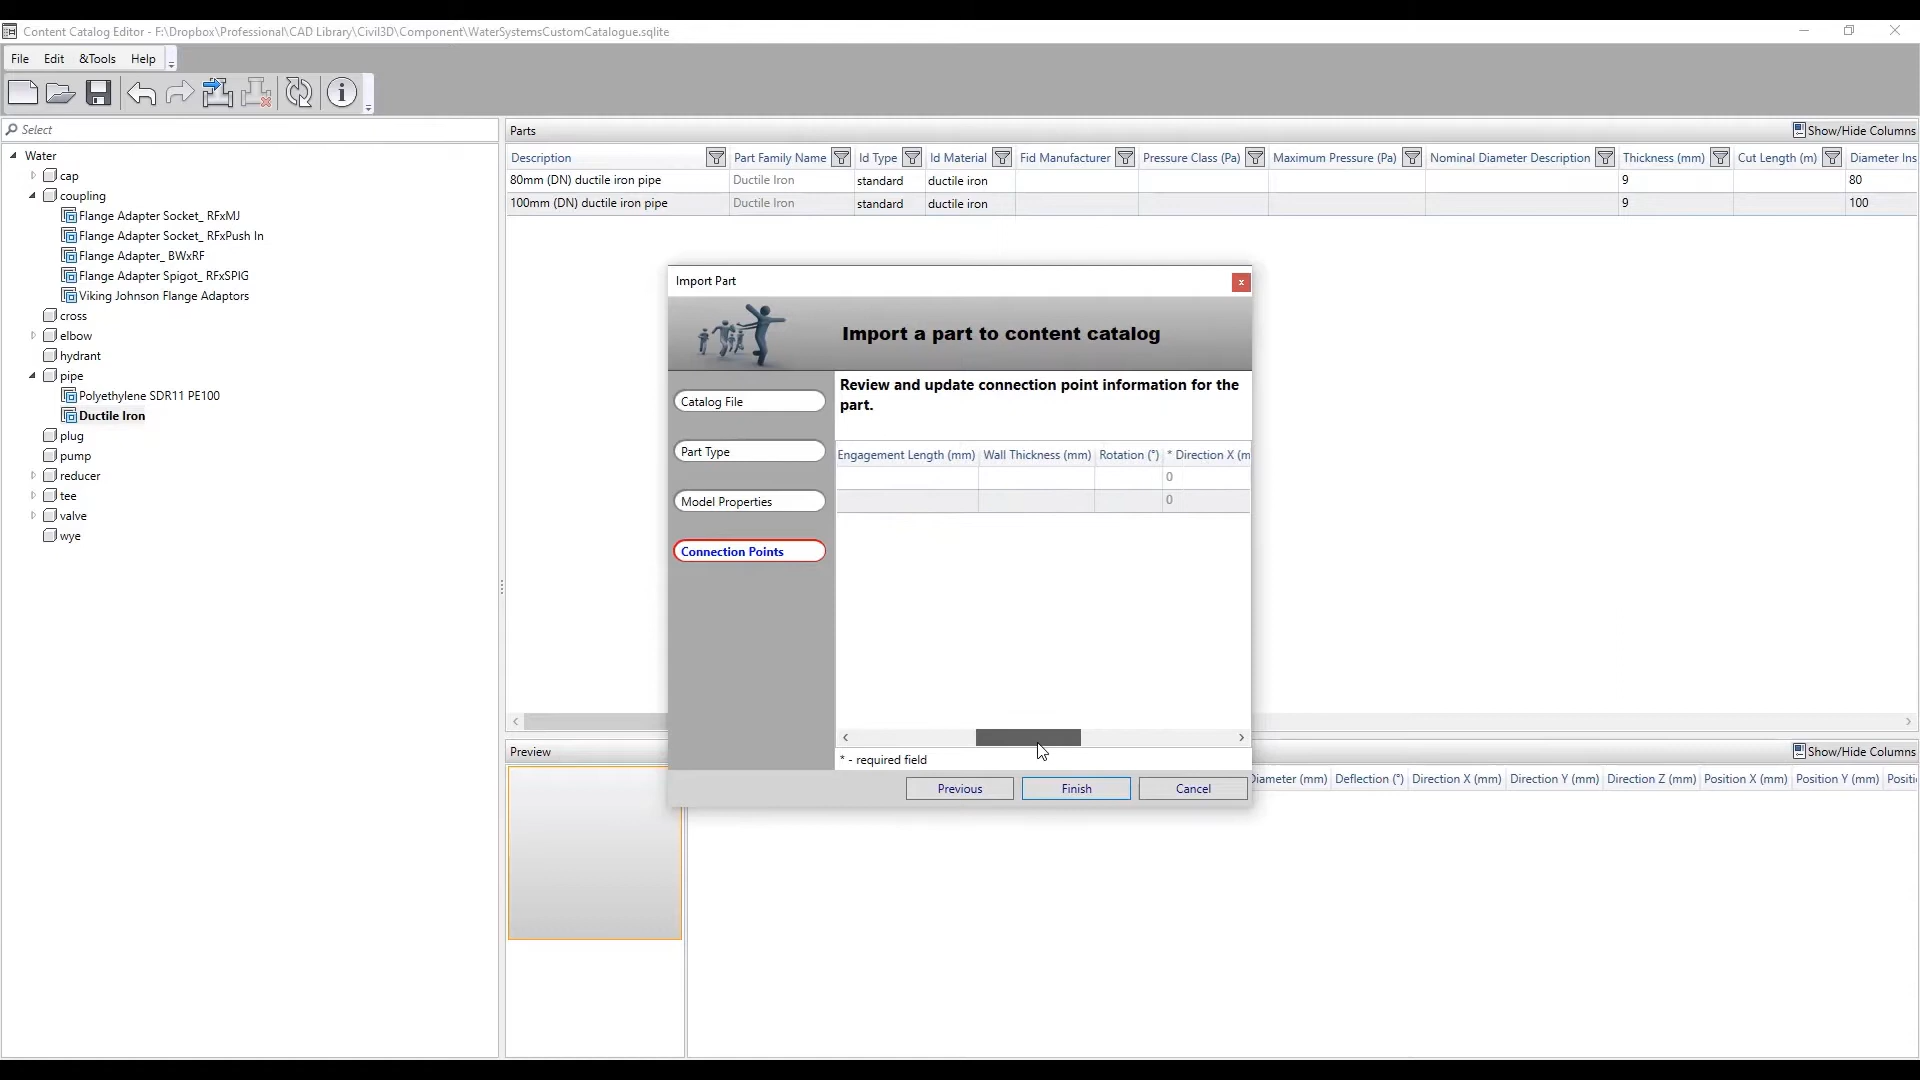 Content Catalog Editor - F:\Dropbox\Professional\CAD Library\Civil3D\Component\WaterSystemsCustomCatalogue.sqlite
File Edit &Tools Help
Select
Water
cap
coupling
Flange Adapter Socket_ RFxMJ
Flange Adapter Socket_ RFxPush In
Flange Adapter_ BWxRF
Flange Adapter Spigot_ RFxSPIG
Viking Johnson Flange Adaptors
cross
elbow
hydrant
pipe
Polyethylene SDR11 PE100
Ductile Iron
plug
pump
reducer
tee
valve
wye
Parts Show/Hide Columns
Description Part Family Name Id Type Id Material Fid Manufacturer Pressure Class (Pa) Maximum Pressure (Pa) Nominal Diameter Description Thickness (mm) Cut Length (m) Diameter Ins
80mm (DN) ductile iron pipe Ductile Iron standard ductile iron 9 80
100mm (DN) ductile iron pipe Ductile Iron standard ductile iron 9 100
Import Part
x
Import a part to content catalog
Catalog File
Part Type
Model Properties
Connection Points
Review and update connection point information for the
part.
Engagement Length (mm) Wall Thickness (mm) Rotation (°) * Direction X (m
0
0
* - required field
Previous Finish Cancel
Preview Show/Hide Columns
Diameter (mm) Deflection (°) Direction X (mm) Direction Y (mm) Direction Z (mm) Position X (mm) Position Y (mm) Positi